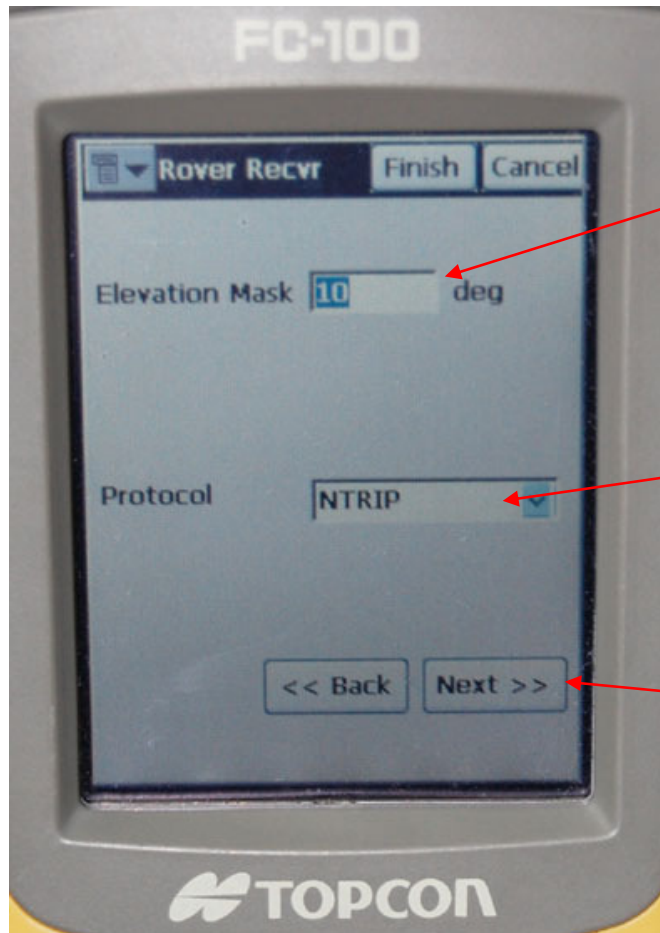 FC-100
Rover Recvr Finish Cancel
Elevation Mask 10 deg
Protocol NTRIP
<< Back Next >>
TOPCON